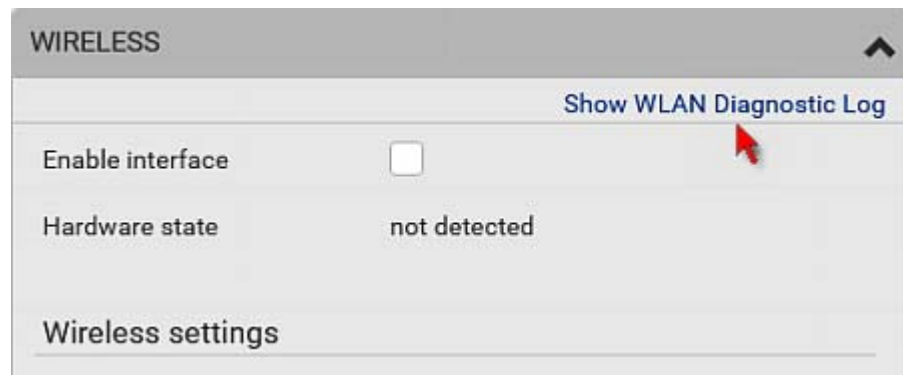 WIRELESS
Show WLAN Diagnostic Log
Enable interface
Hardware state not detected
Wireless settings